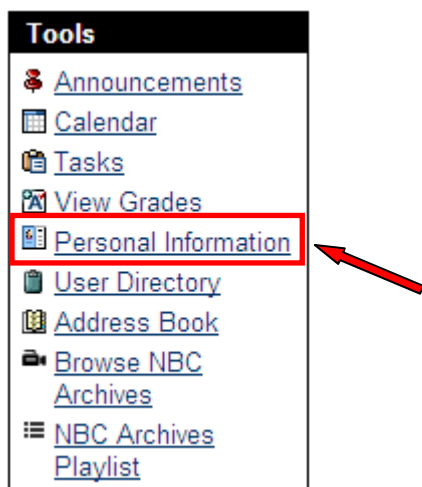 Tools
Announcements
Calendar
Tasks
View Grades
Personal Information
User Directory
Address Book
Browse NBC
Archives
NBC Archives
Playlist